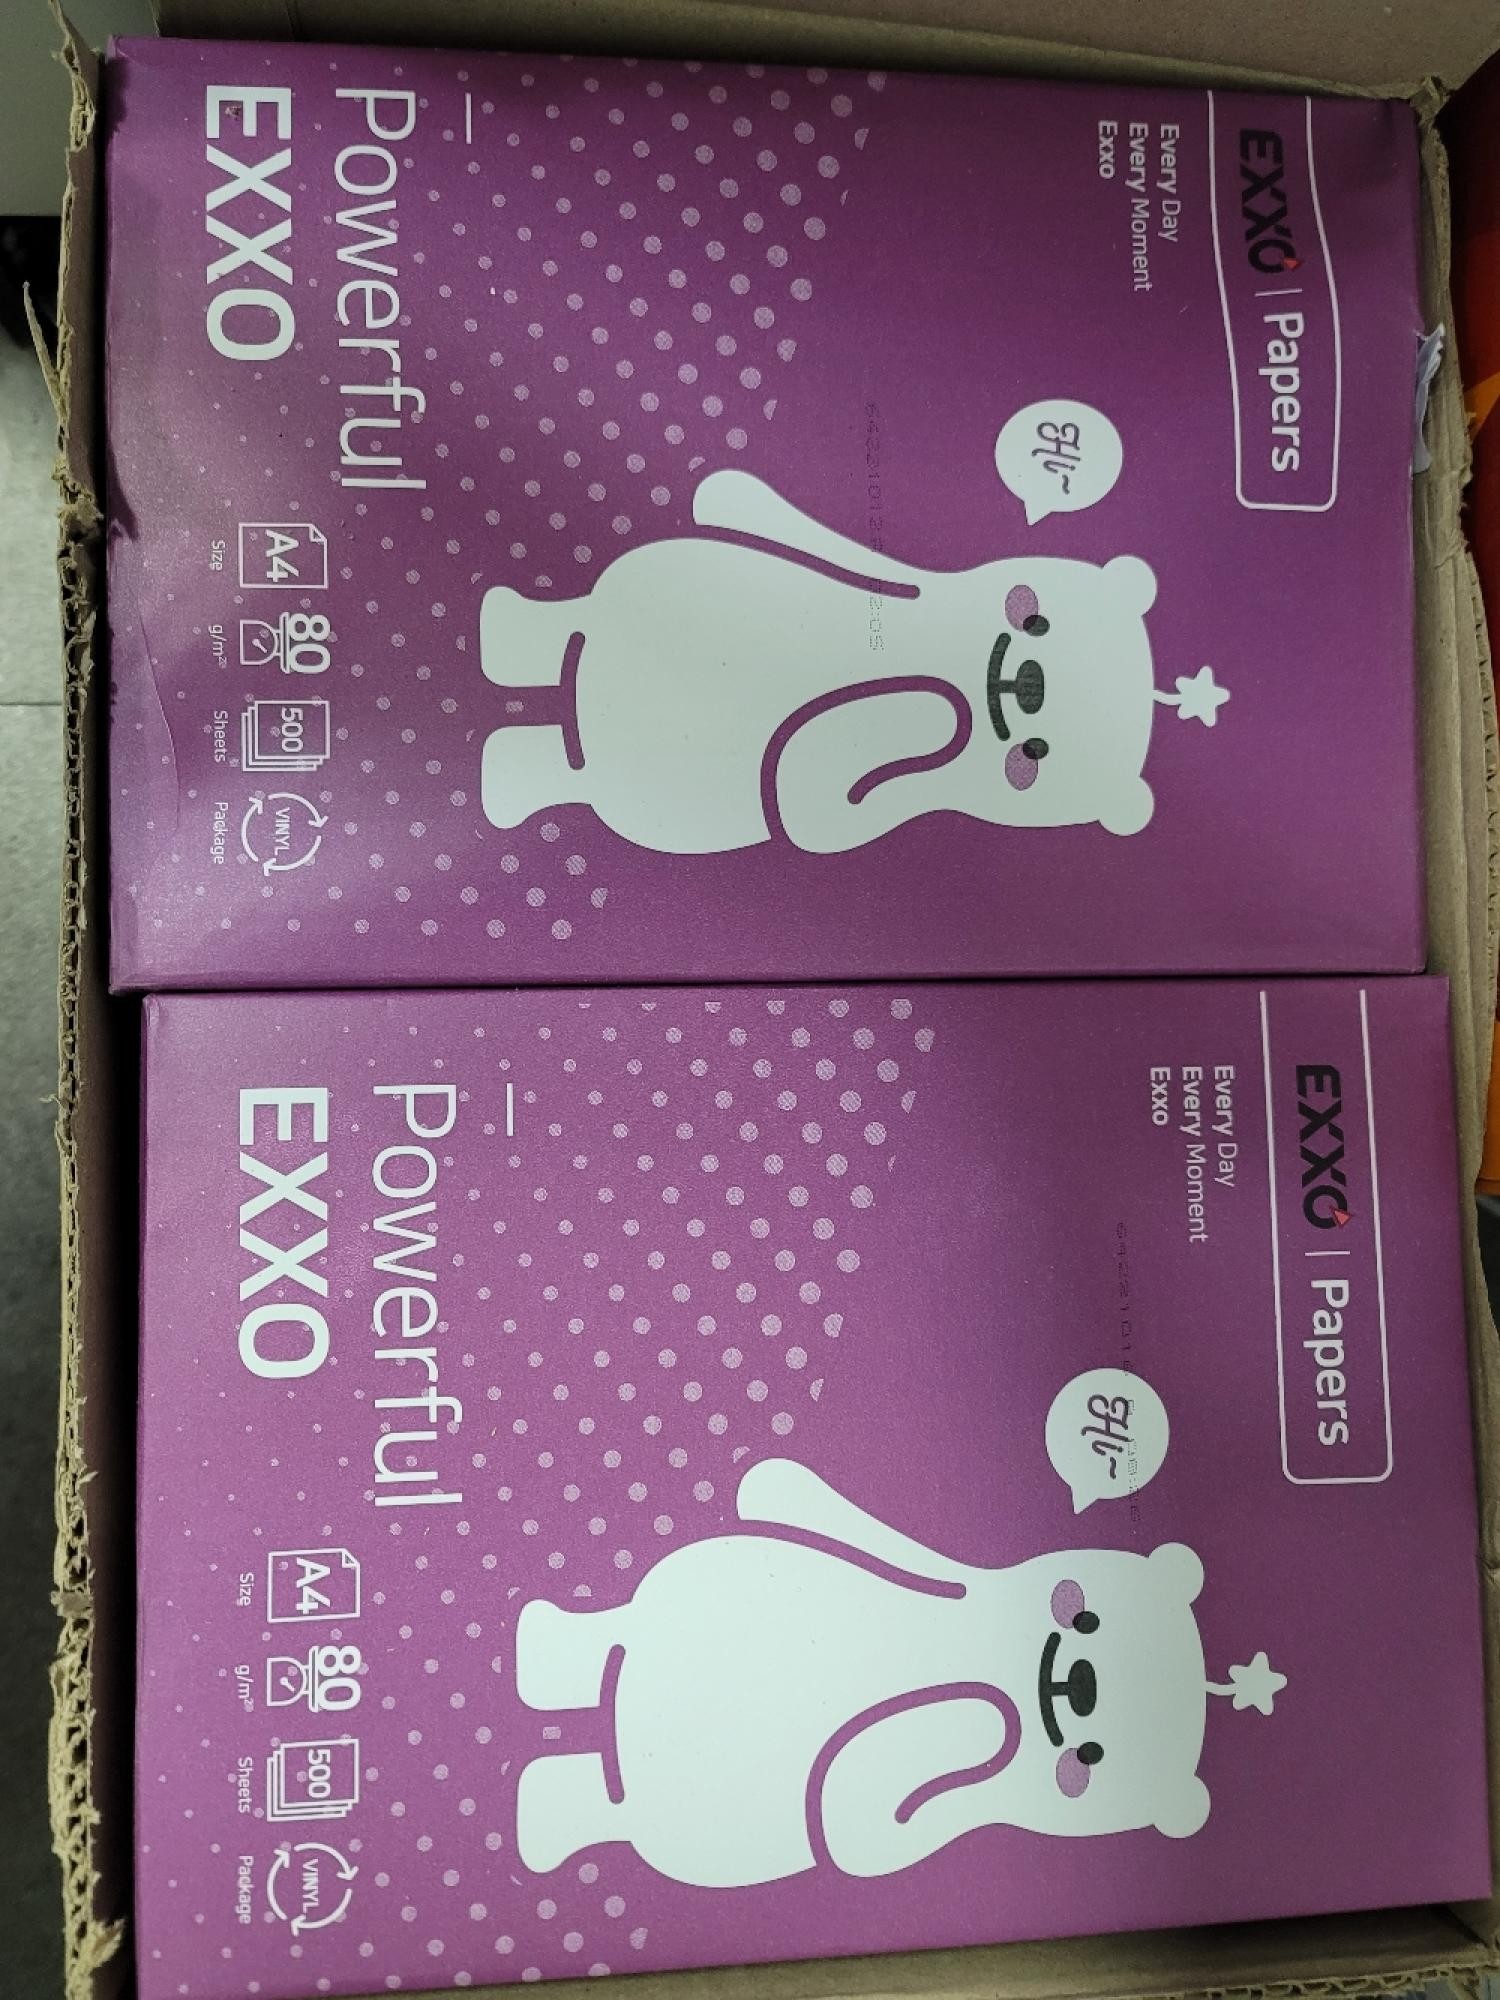 EXXO | Papers
Every Day
Every Moment
Exxo
Hi~
Powerful
EXXO
A4
Size
80
g/m²
500
Sheets
VINYL
Package
EXXO | Papers
Every Day
Every Moment
Exxo
Hi~
Powerful
EXXO
A4
Size
80
g/m²
500
Sheets
VINYL
Package